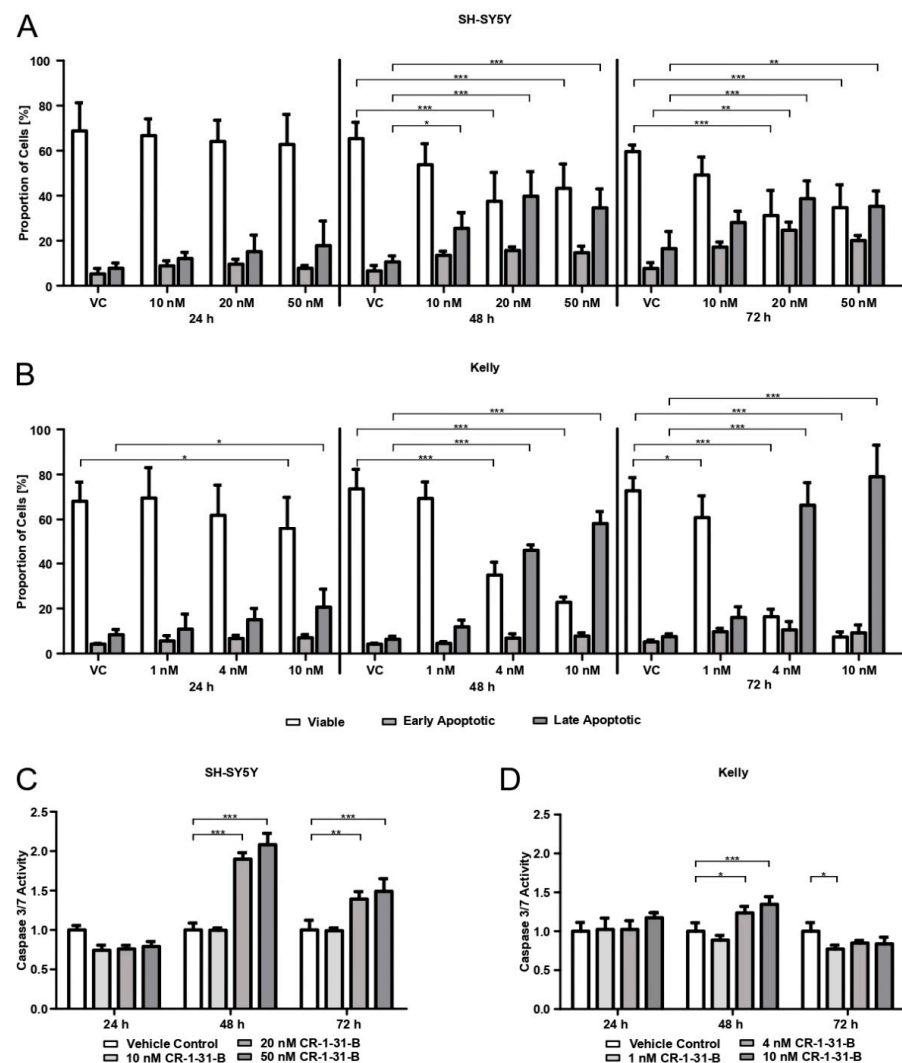 A
SH-SY5Y
Proportion of Cells [%]
100
80
60
40
20
0
***
***
***
***
*
**
***
***
**
***
VC 10 nM 20 nM 50 nM VC 10 nM 20 nM 50 nM VC 10 nM 20 nM 50 nM
24 h 48 h 72 h
B
Kelly
Proportion of Cells [%]
100
80
60
40
20
0
*
*
***
***
***
***
***
***
***
***
*
VC 1 nM 4 nM 10 nM VC 1 nM 4 nM 10 nM VC 1 nM 4 nM 10 nM
24 h 48 h 72 h
Viable Early Apoptotic Late Apoptotic
C
SH-SY5Y
Caspase 3/7 Activity
2.5
2.0
1.5
1.0
0.5
0.0
***
***
***
**
24 h 48 h 72 h
Vehicle Control 20 nM CR-1-31-B
10 nM CR-1-31-B 50 nM CR-1-31-B
D
Kelly
Caspase 3/7 Activity
2.5
2.0
1.5
1.0
0.5
0.0
***
*
*
24 h 48 h 72 h
Vehicle Control 4 nM CR-1-31-B
1 nM CR-1-31-B 10 nM CR-1-31-B